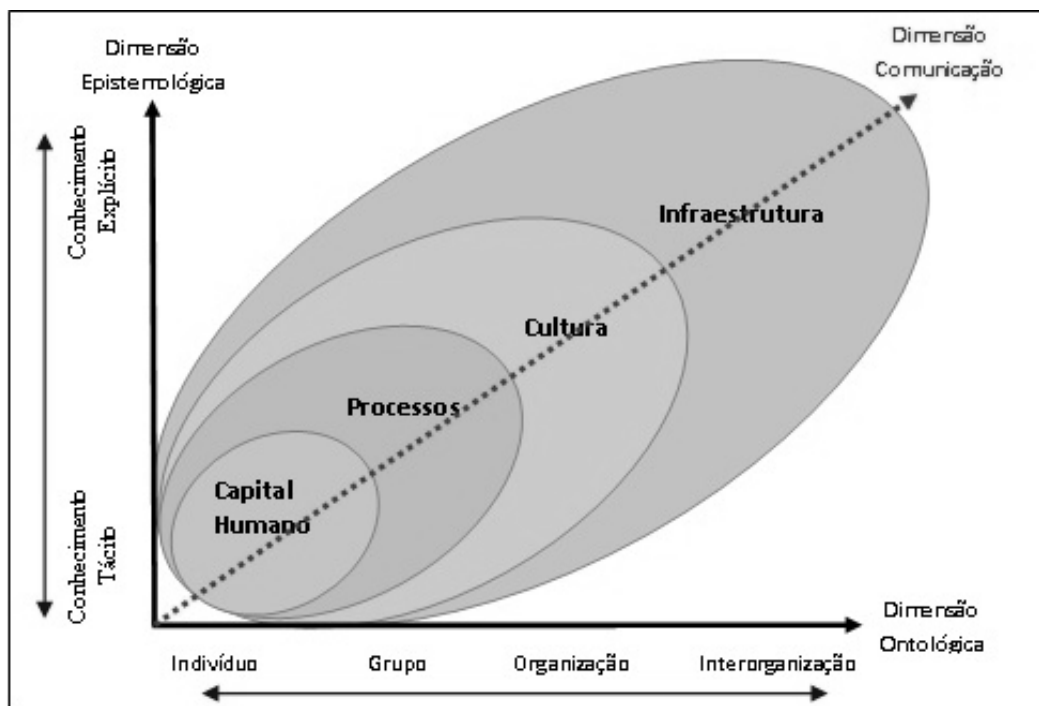 Dimensão
Epistemológica
Dimensão
Comunicação
Conhecimento
Explícito
Infraestrutura
Cultura
Processos
Capital
Humano
Conhecimento
Tácito
Dimensão
Ontológica
Indivíduo Grupo Organização Interorganização